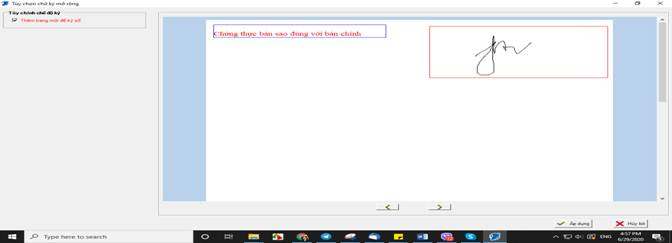 Tùy chọn chữ ký mở rộng
Tùy chỉnh chế độ ký
Thêm trang mới để ký số
Chứng thực bản sao đúng với bản chính
Áp dụng
Hủy bỏ
Type here to search
ENG
4:57 PM
6/29/2020